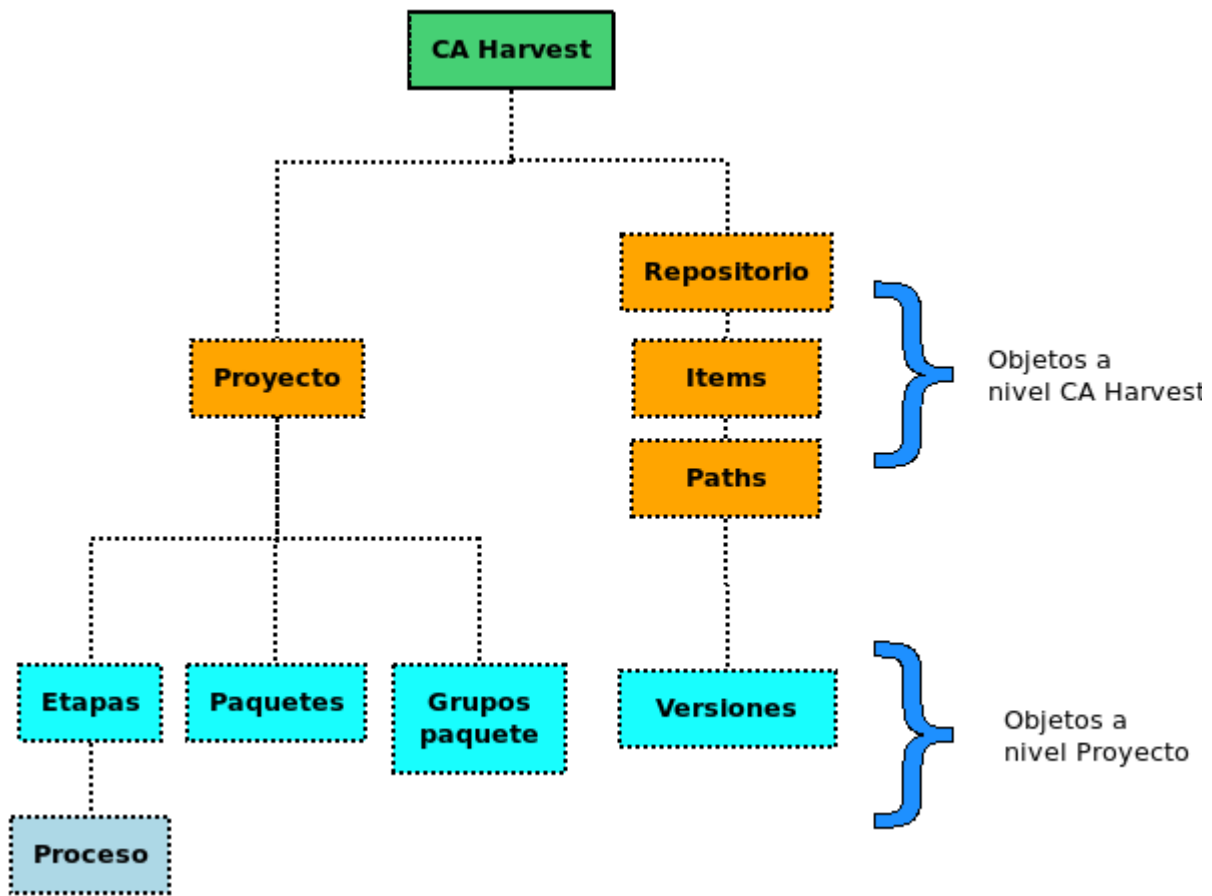 CA Harvest
Repositorio
Proyecto
Items
Paths
Objetos a
nivel CA Harvest
Etapas
Paquetes
Grupos
paquete
Versiones
Objetos a
nivel Proyecto
Proceso